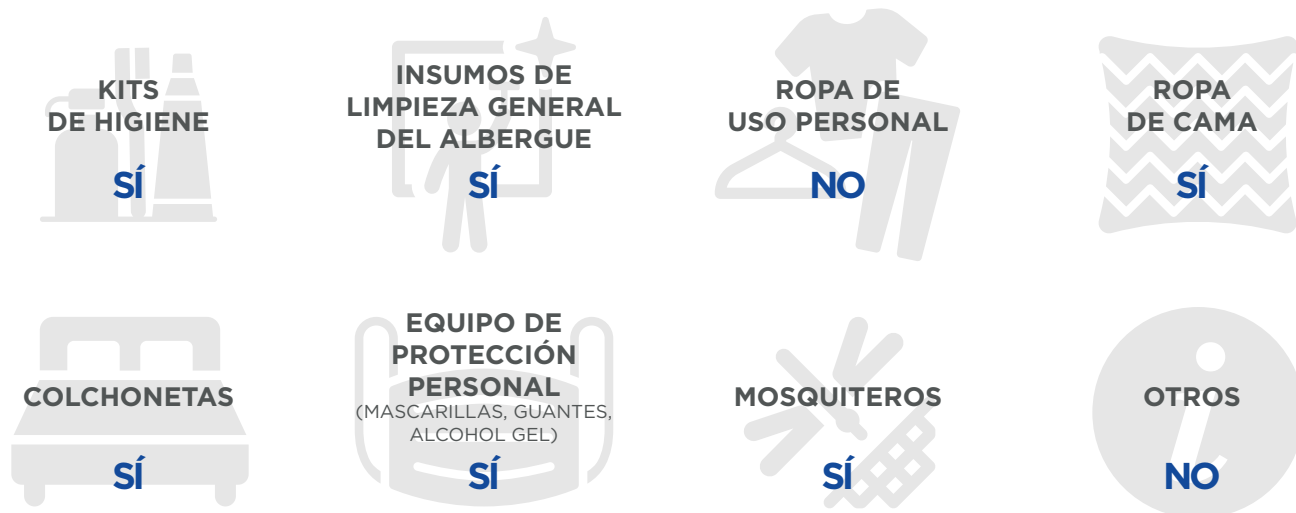 KITS
DE HIGIENE
SÍ
INSUMOS DE
LIMPIEZA GENERAL
DEL ALBERGUE
SÍ
ROPA DE
USO PERSONAL
NO
ROPA
DE CAMA
SÍ
COLCHONETAS
SÍ
EQUIPO DE
PROTECCIÓN
PERSONAL
(MASCARILLAS, GUANTES,
ALCOHOL GEL)
SÍ
MOSQUITEROS
SÍ
OTROS
NO